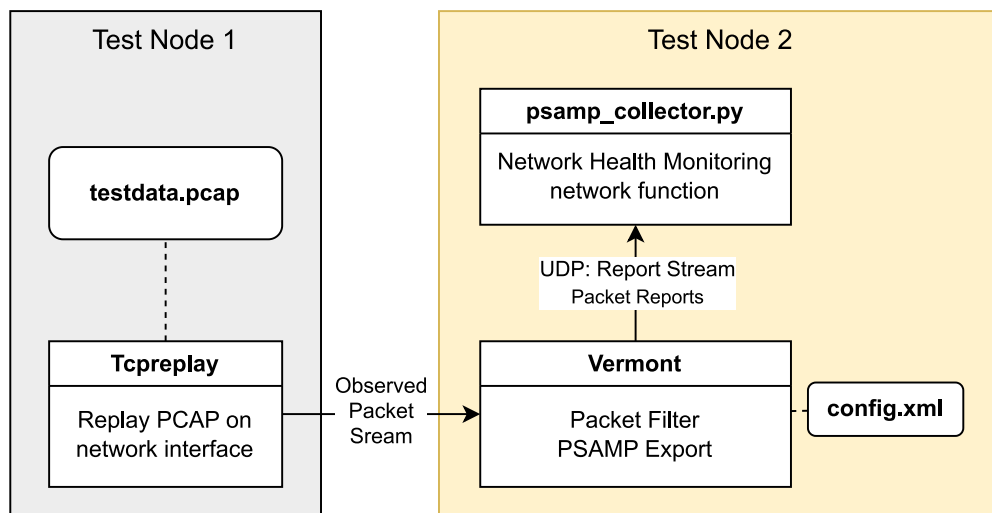 Test Node 1
testdata.pcap
Tcpreplay
Replay PCAP on
network interface
Observed
Packet
Sream
Test Node 2
psamp_collector.py
Network Health Monitoring
network function
UDP: Report Stream
Packet Reports
Vermont
Packet Filter
PSAMP Export
config.xml